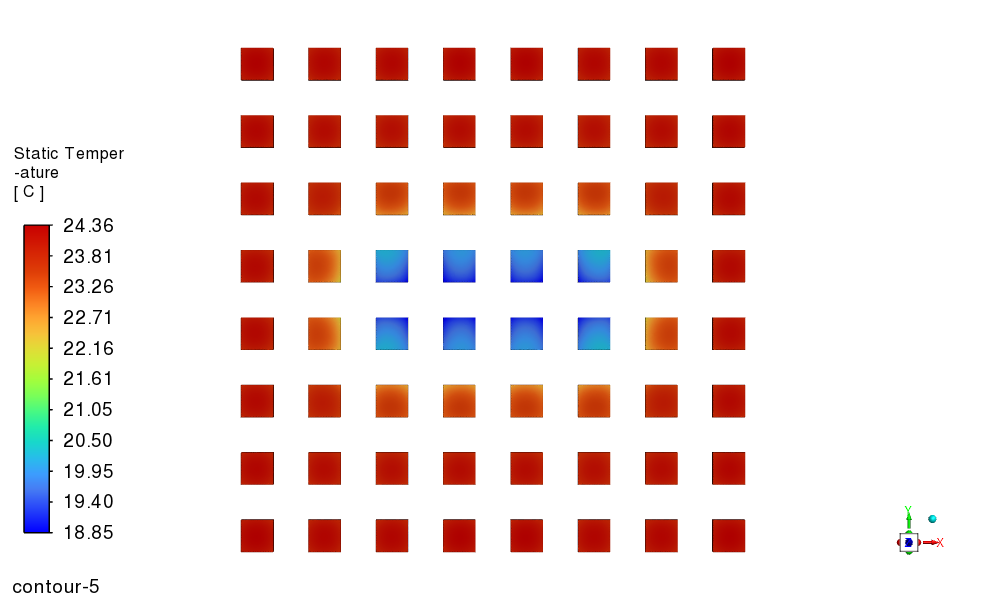 Static Temper
-ature
[ C ]
24.36
23.81
23.26
22.71
22.16
21.61
21.05
20.50
19.95
19.40
18.85
contour-5
Y
Z
X